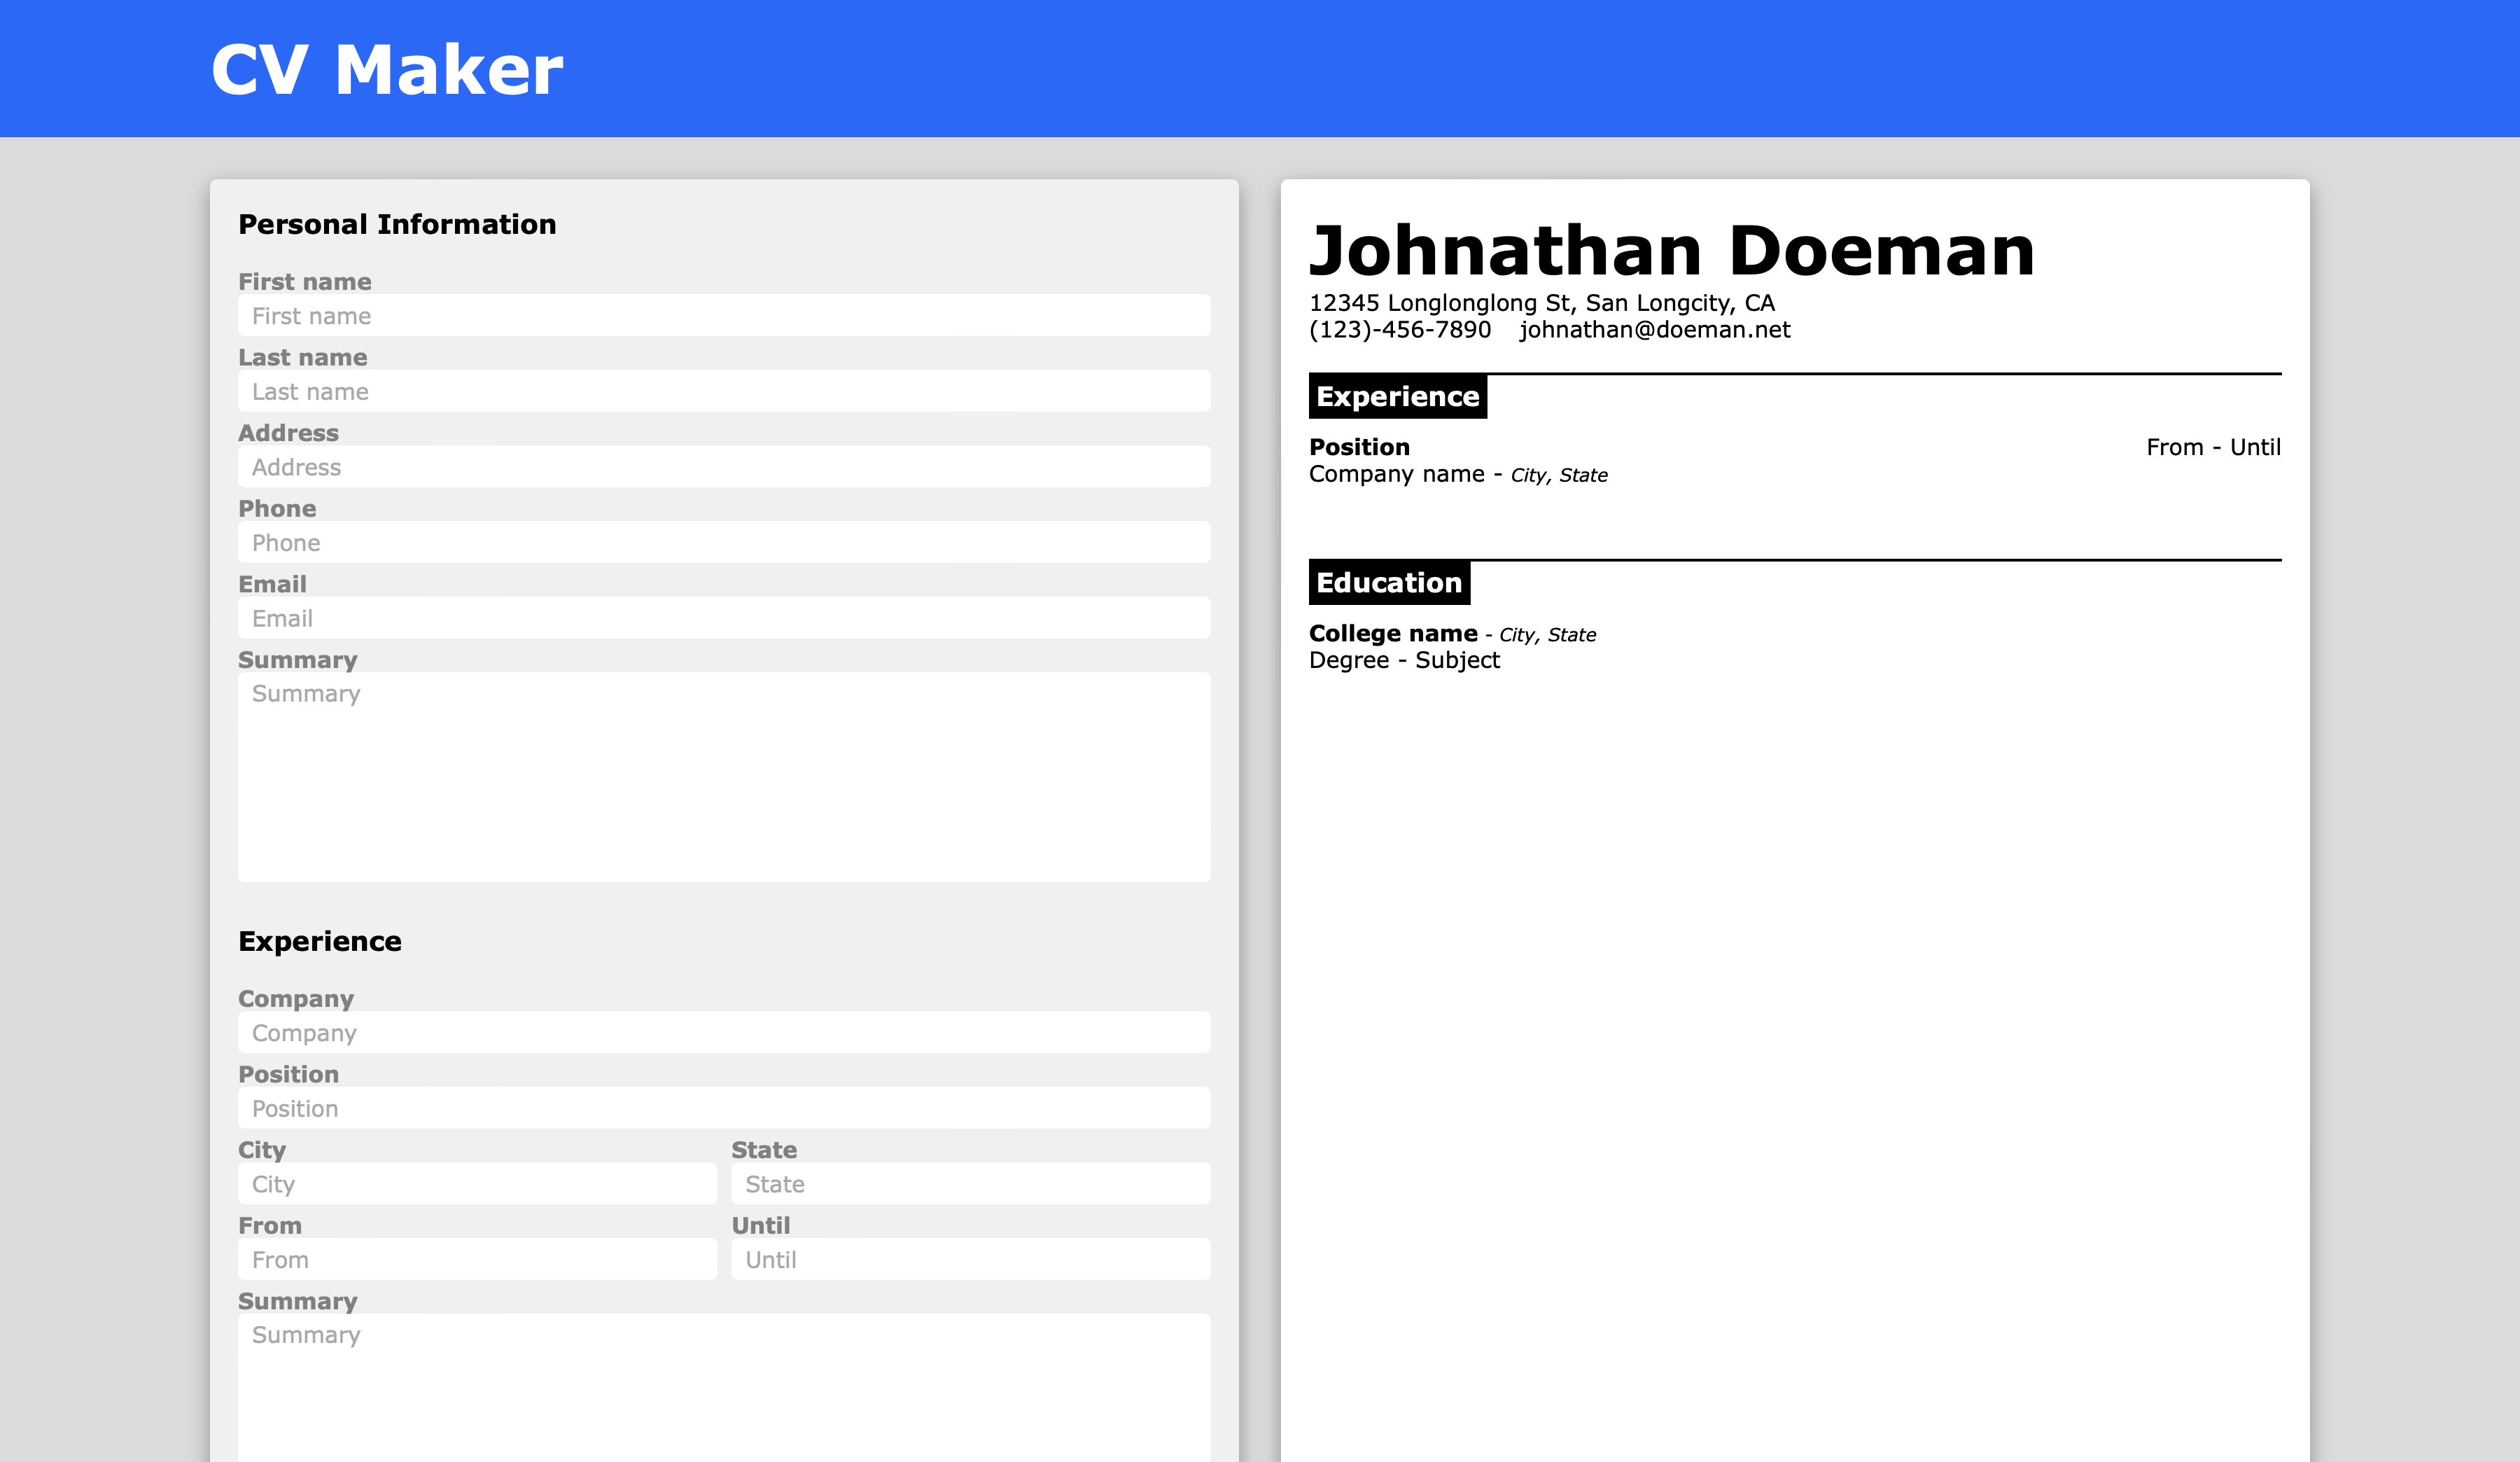 CV Maker
Personal Information
First name
First name
Last name
Last name
Address
Address
Phone
Phone
Email
Email
Summary
Summary
Experience
Company
Company
Position
Position
City State
City State
From Until
From Until
Summary
Summary
Johnathan Doeman
12345 Longlonglong St, San Longcity, CA
(123)-456-7890 johnathan@doeman.net
Experience
Position From - Until
Company name - City, State
Education
College name - City, State
Degree - Subject